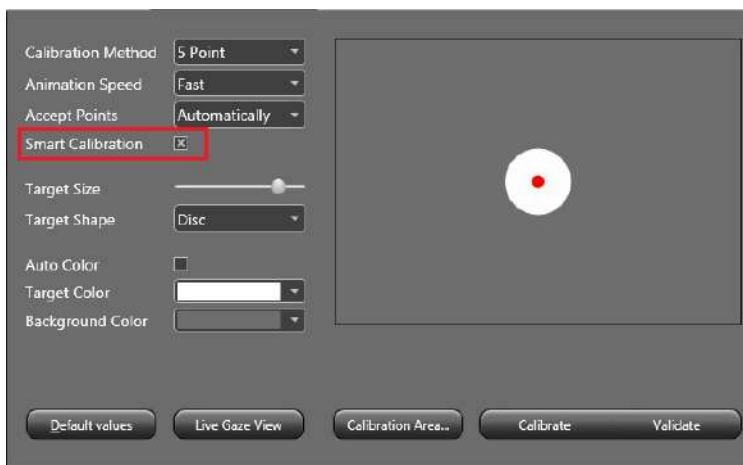 Calibration Method 5 Point
Animation Speed Fast
Accept Points Automatically
Smart Calibration
Target Size
Target Shape Disc
Auto Color
Target Color
Background Color
Default values Live Gaze View Calibration Area... Calibrate Validate